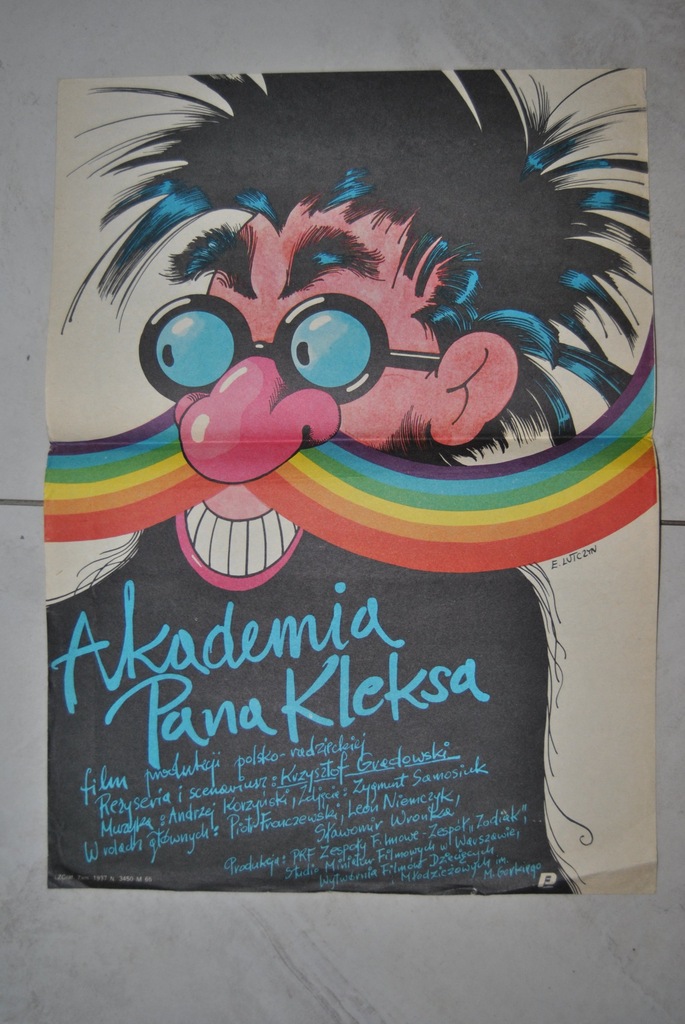 E. LUTCZYN
Akademia
Pana Kleksa
film produkcji polsko-radzieckiej
Reżyseria i scenariusz: Krzysztof Gradowski
Muzyka: Andrzej Korzyński, Zdjęcia: Zygmunt Samosiuk
W rolach głównych: Piotr Fronczewski, Leon Niemczyk,
Sławomir Wronka
Produkcja: PRF Zespoły Filmowe-Zespół „Zodiak”,
Studio Miniatur Filmowych w Warszawie,
Wytwórnia Filmów Dziecięcych
i Młodzieżowych im.
M. Gorkiego